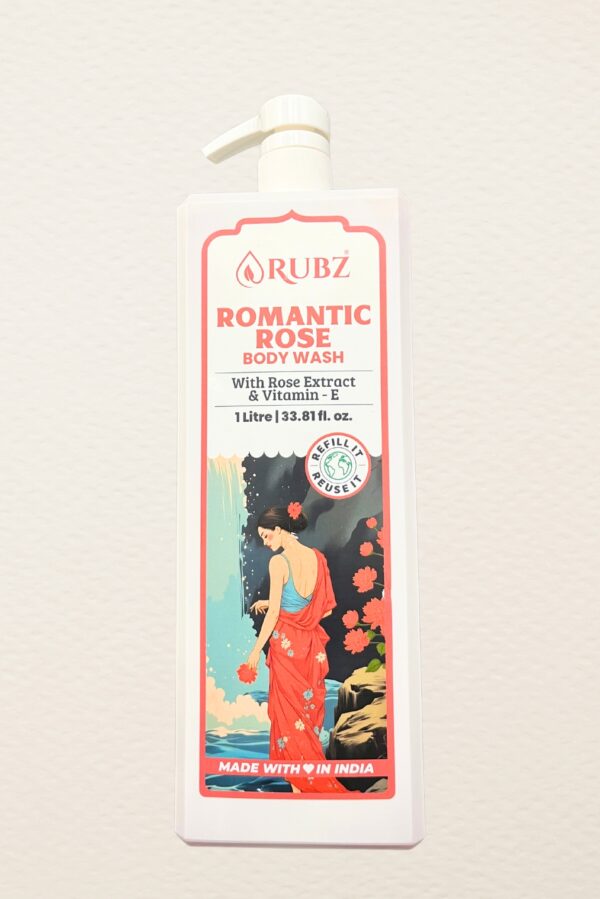 RUBZ®
ROMANTIC
ROSE
BODY WASH
With Rose Extract
& Vitamin - E
1 Litre | 33.81 fl. oz.
REFILL IT
REUSE IT
MADE WITH ♥ IN INDIA